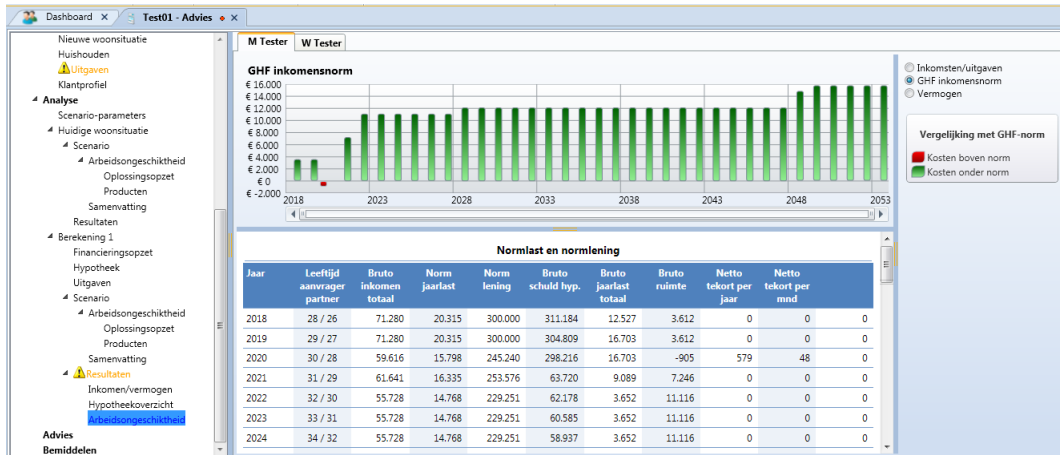 Dashboard X
Test01 - Advies X
Nieuwe woonsituatie
Huishouden
Uitgaven
Klantprofiel
Analyse
Scenario-parameters
Huidige woonsituatie
Scenario
Arbeidsongeschiktheid
Oplossingsopzet
Producten
Samenvatting
Resultaten
Berekening 1
Financieringsopzet
Hypotheek
Uitgaven
Scenario
Arbeidsongeschiktheid
Oplossingsopzet
Producten
Samenvatting
Resultaten
Inkomen/vermogen
Hypotheekoverzicht
Arbeidsongeschiktheid
Advies
Bemiddelen
M Tester W Tester
GHF inkomensnorm
€ 16.000
€ 14.000
€ 12.000
€ 10.000
€ 8.000
€ 6.000
€ 4.000
€ 2.000
€ 0
€ -2.000
2018 2023 2028 2033 2038 2043 2048 2053
Inkomsten/uitgaven
GHF inkomensnorm
Vermogen
Vergelijking met GHF-norm
Kosten boven norm
Kosten onder norm
Normlast en normlening
Jaar Leeftijd Bruto Norm Norm Bruto Bruto Bruto Netto Netto
aanvrager inkomen jaarlast lening schuld hyp. jaarlast ruimte tekort per tekort per
partner totaal totaal jaar mnd
2018 28 / 26 71.280 20.315 300.000 311.184 12.527 3.612 0 0 0
2019 29 / 27 71.280 20.315 300.000 304.809 16.703 3.612 0 0 0
2020 30 / 28 59.616 15.798 245.240 298.216 16.703 -905 579 48 0
2021 31 / 29 61.641 16.335 253.576 63.720 9.089 7.246 0 0 0
2022 32 / 30 55.728 14.768 229.251 62.178 3.652 11.116 0 0 0
2023 33 / 31 55.728 14.768 229.251 60.585 3.652 11.116 0 0 0
2024 34 / 32 55.728 14.768 229.251 58.937 3.652 11.116 0 0 0